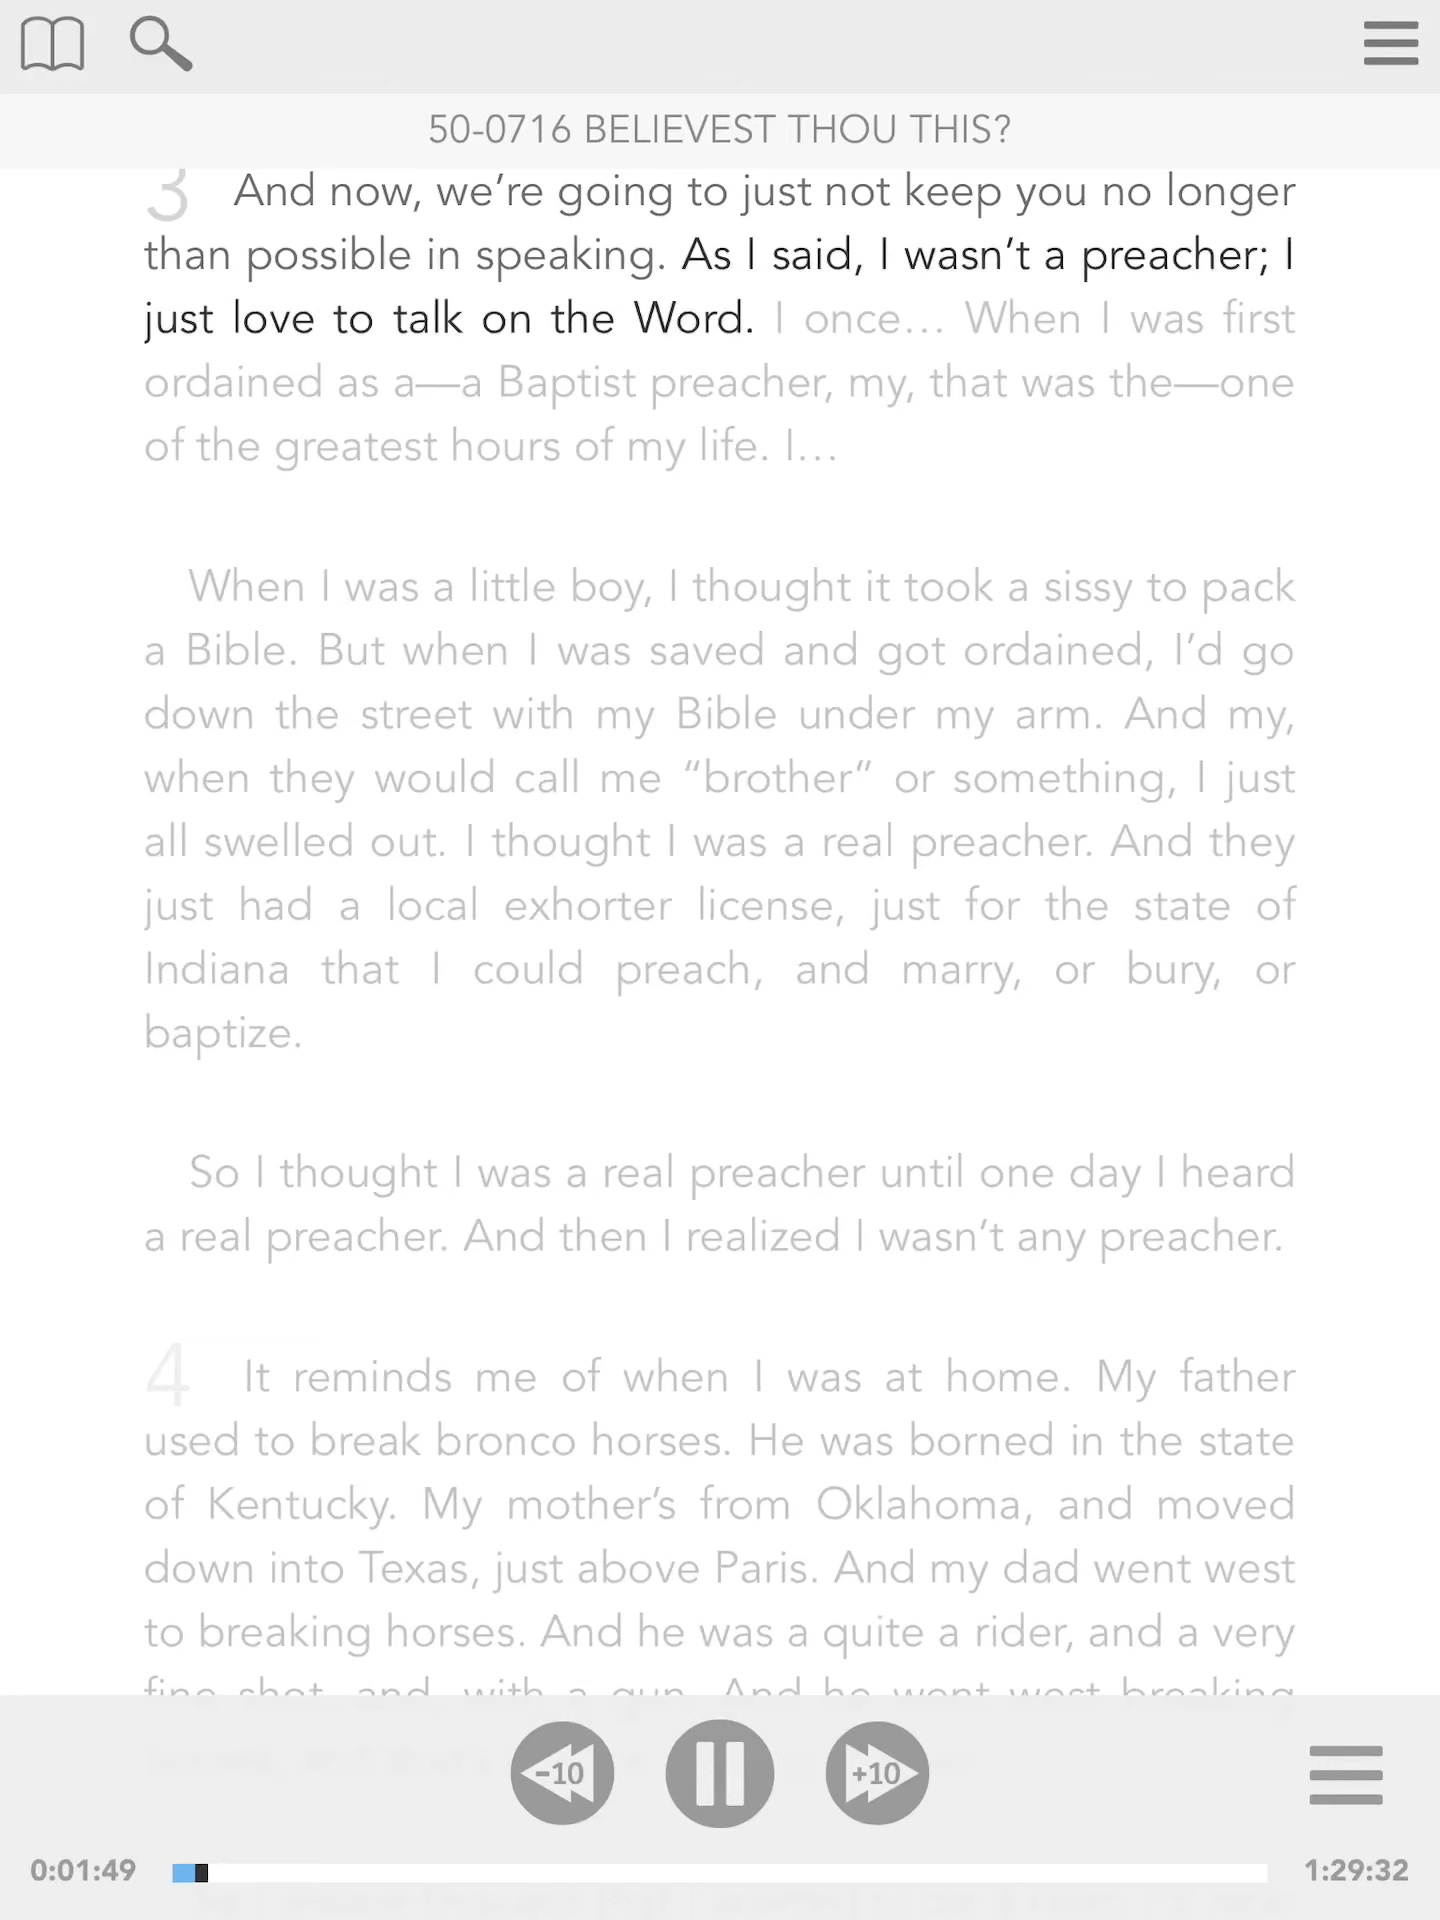 50-0716 BELIEVEST THOU THIS?
3 And now, we’re going to just not keep you no longer
than possible in speaking. As I said, I wasn’t a preacher; I
just love to talk on the Word. I once… When I was first
ordained as a—a Baptist preacher, my, that was the—one
of the greatest hours of my life. I…
When I was a little boy, I thought it took a sissy to pack
a Bible. But when I was saved and got ordained, I’d go
down the street with my Bible under my arm. And my,
when they would call me “brother” or something, I just
all swelled out. I thought I was a real preacher. And they
just had a local exhorter license, just for the state of
Indiana that I could preach, and marry, or bury, or
baptize.
So I thought I was a real preacher until one day I heard
a real preacher. And then I realized I wasn’t any preacher.
4 It reminds me of when I was at home. My father
used to break bronco horses. He was borned in the state
of Kentucky. My mother’s from Oklahoma, and moved
down into Texas, just above Paris. And my dad went west
to breaking horses. And he was a quite a rider, and a very
fine shot, and, with a gun. And he went west breaking
-10 +10
0:01:49 1:29:32